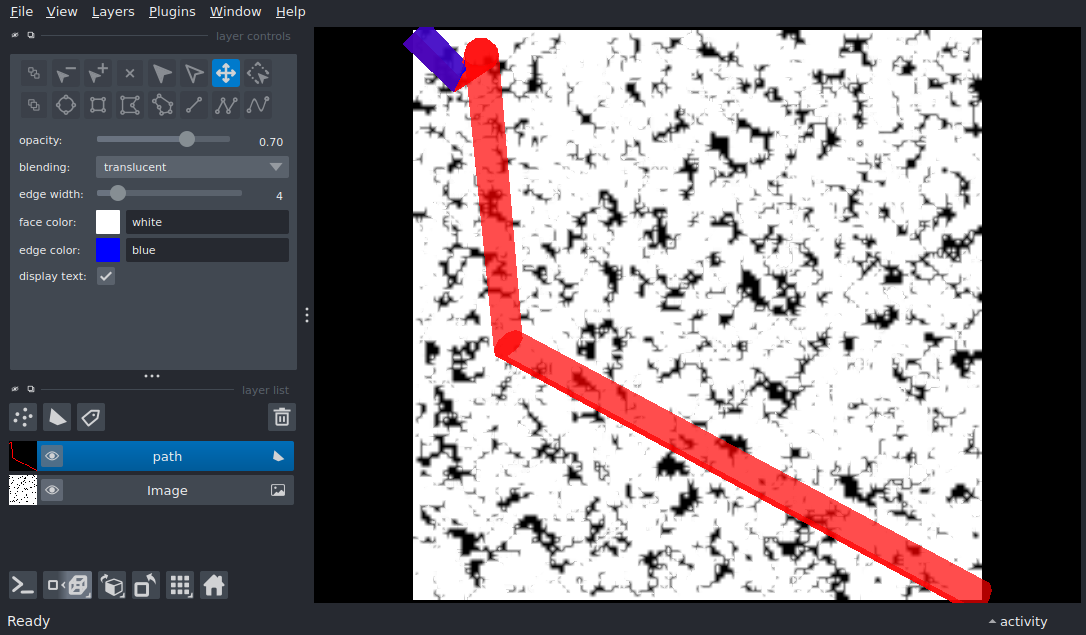 File View Layers Plugins Window Help
layer controls
opacity: 0.70
blending: translucent
edge width: 4
face color: white
edge color: blue
display text:
layer list
path
Image
Ready
activity